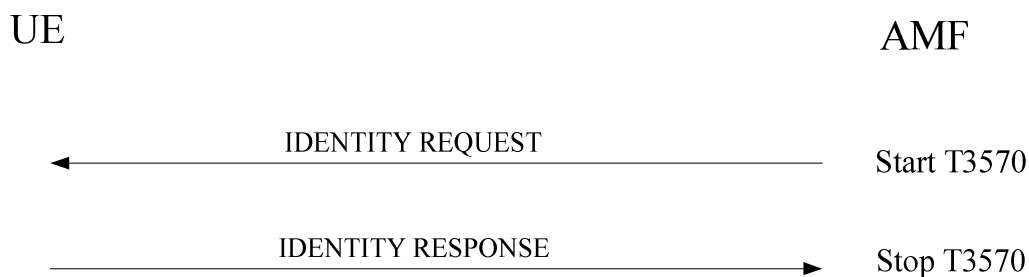 UE
AMF
IDENTITY REQUEST
Start T3570
IDENTITY RESPONSE
Stop T3570